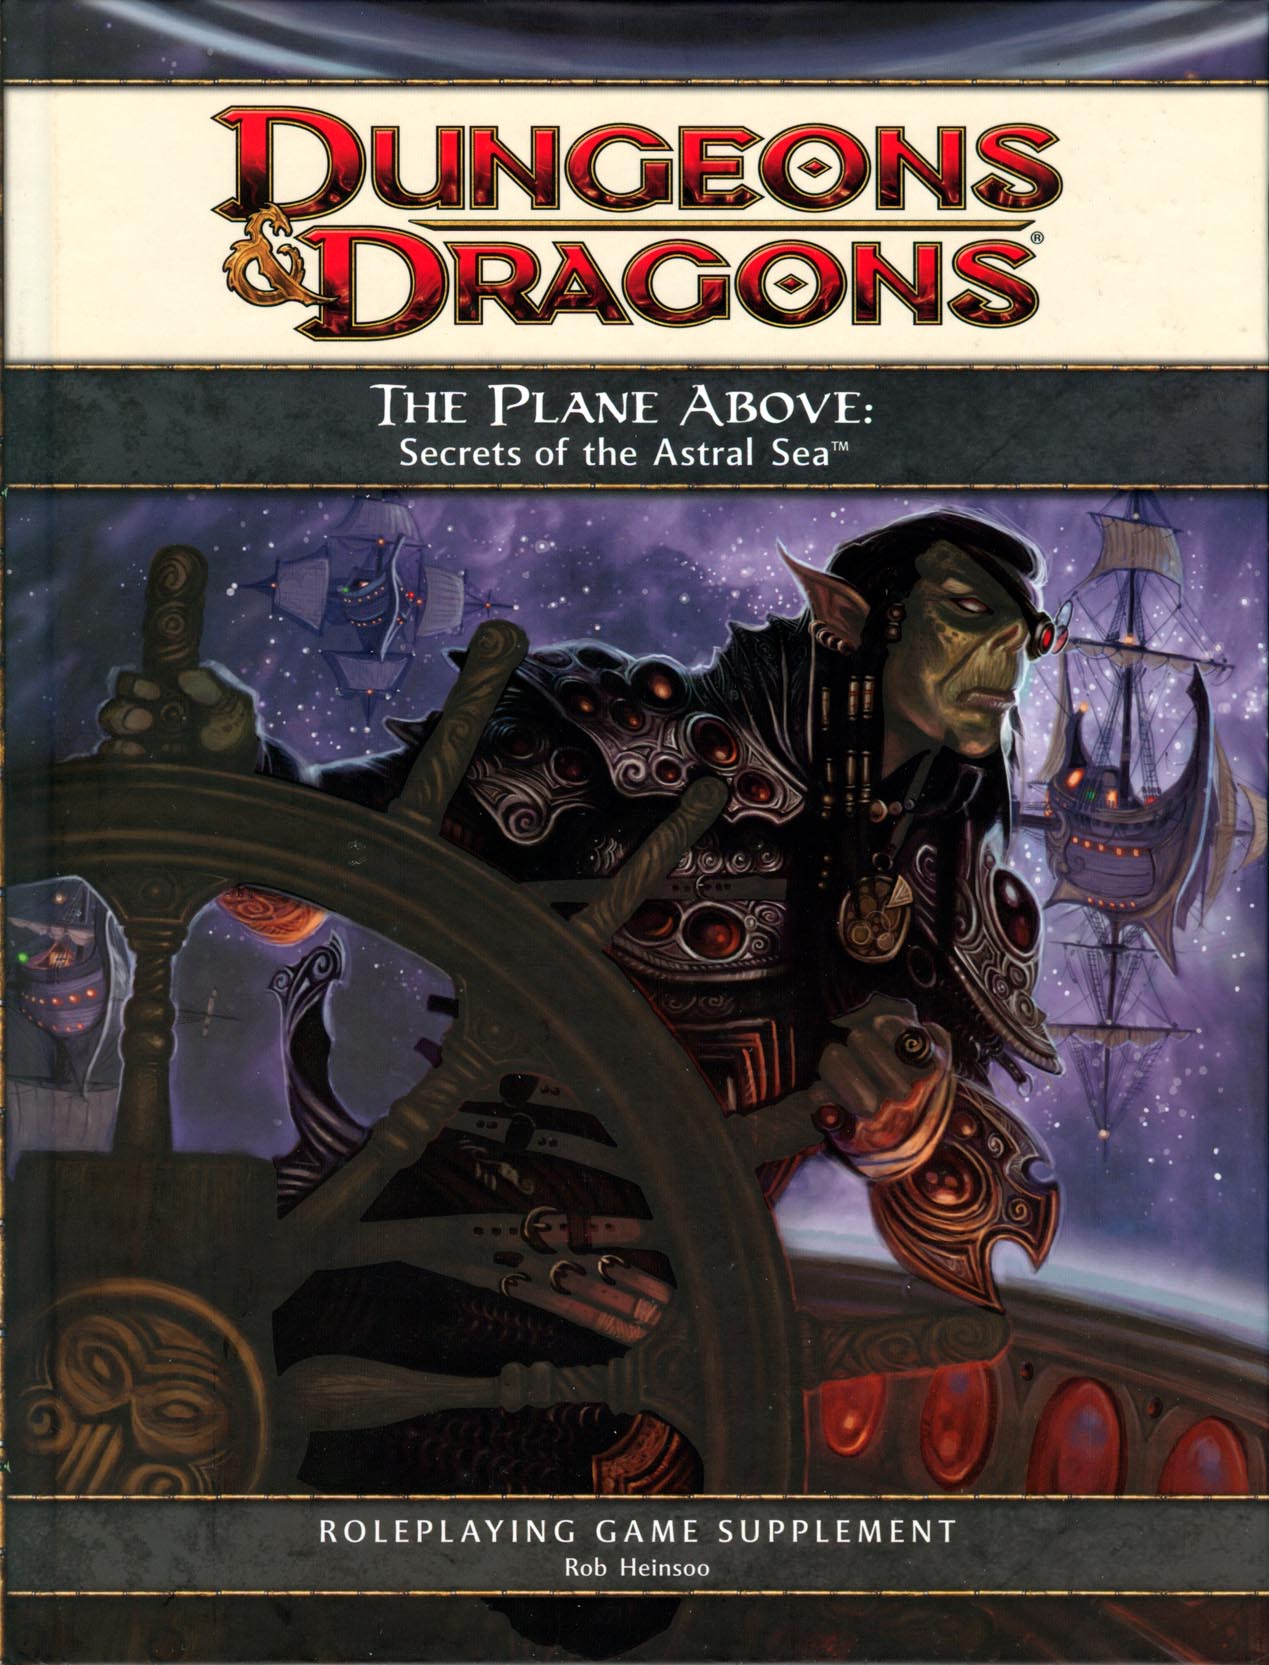 DUNGEONS
& DRAGONS®
THE PLANE ABOVE:
Secrets of the Astral Sea™
ROLEPLAYING GAME SUPPLEMENT
Rob Heinsoo